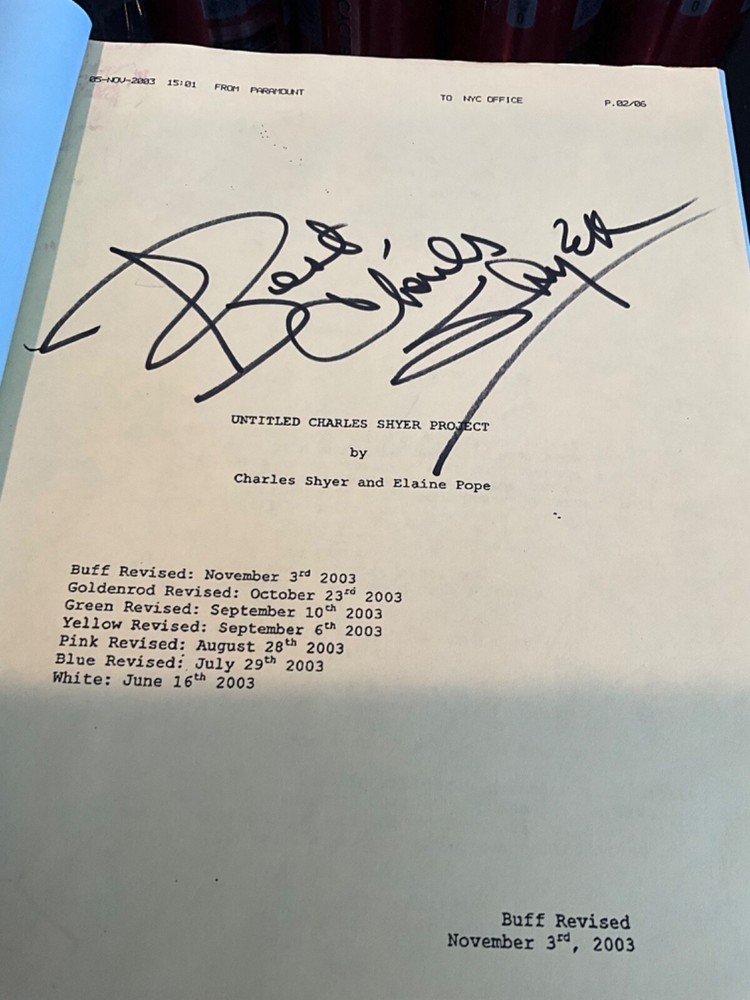 05-NOV-2003 15:01 FROM PARAMOUNT TO NYC OFFICE P.02/06
Best,
Charles
Shyer
UNTITLED CHARLES SHYER PROJECT
by
Charles Shyer and Elaine Pope
Buff Revised: November 3rd 2003
Goldenrod Revised: October 23rd 2003
Green Revised: September 10th 2003
Yellow Revised: September 6th 2003
Pink Revised: August 28th 2003
Blue Revised: July 29th 2003
White: June 16th 2003
Buff Revised
November 3rd, 2003